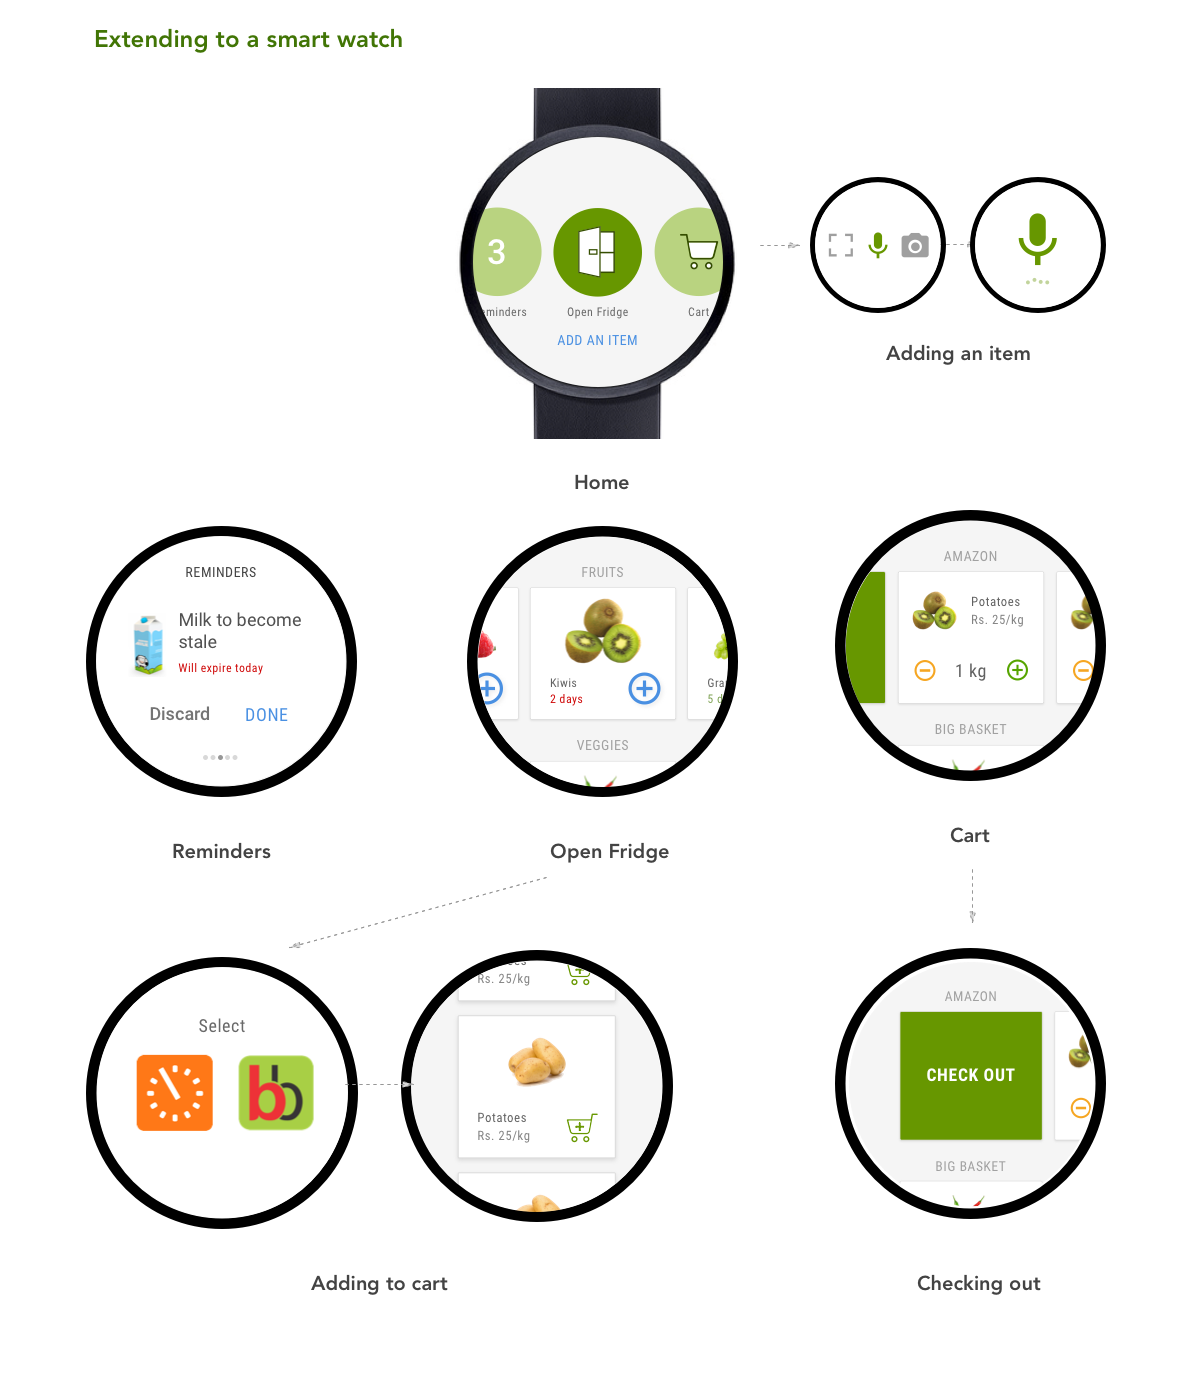 Extending to a smart watch
3
eminders
Open Fridge
Cart
ADD AN ITEM
Adding an item
Home
REMINDERS
Milk to become
stale
Will expire today
Discard
DONE
Reminders
FRUITS
Kiwis
2 days
Gra
5 d
VEGGIES
Open Fridge
AMAZON
Potatoes
Rs. 25/kg
1 kg
BIG BASKET
Cart
Select
bb
Rs. 25/kg
Potatoes
Rs. 25/kg
Adding to cart
AMAZON
CHECK OUT
BIG BASKET
Checking out